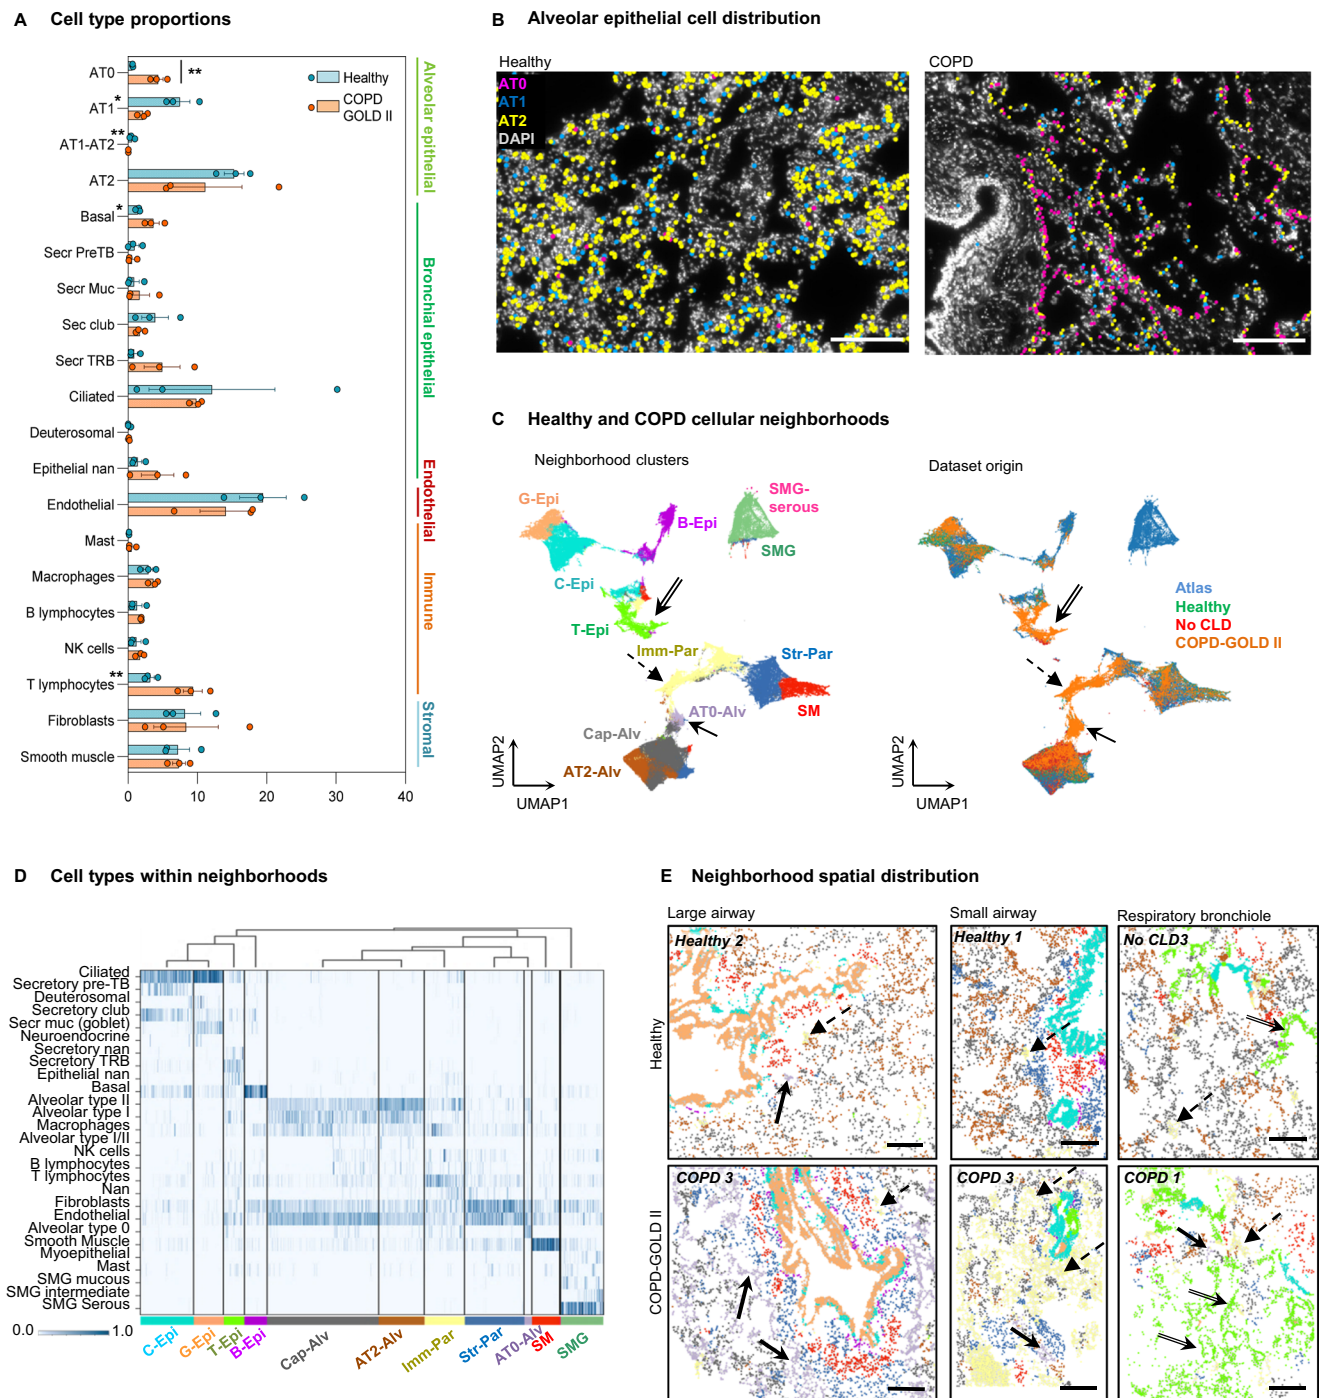 A Cell type proportions
AT0
AT1
AT1-AT2
AT2
Basal
Secr PreTB
Secr Muc
Sec club
Secr TRB
Ciliated
Deuterosomal
Epithelial nan
Endothelial
Mast
Macrophages
B lymphocytes
NK cells
T lymphocytes
Fibroblasts
Smooth muscle
**
*
**
*
**
Healthy
COPD
GOLD II
Alveolar epithelial
Bronchial epithelial
Endothelial
Immune
Stromal
0 10 20 30 40
B Alveolar epithelial cell distribution
Healthy
AT0
AT1
AT2
DAPI
COPD
C Healthy and COPD cellular neighborhoods
Neighborhood clusters
G-Epi
B-Epi
SMG-
serous
SMG
C-Epi
T-Epi
Imm-Par
Str-Par
AT0-Alv
SM
Cap-Alv
AT2-Alv
UMAP2
UMAP1
Dataset origin
Atlas
Healthy
No CLD
COPD-GOLD II
UMAP2
UMAP1
D Cell types within neighborhoods
Ciliated
Secretory pre-TB
Deuterosomal
Secretory club
Secr muc (goblet)
Neuroendocrine
Secretory nan
Secretory TRB
Epithelial nan
Basal
Alveolar type II
Alveolar type I
Macrophages
Alveolar type I/II
NK cells
B lymphocytes
T lymphocytes
Nan
Fibroblasts
Endothelial
Alveolar type 0
Smooth Muscle
Myoepithelial
Mast
SMG mucous
SMG intermediate
SMG Serous
0.0 1.0
C-Epi
G-Epi
T-Epi
B-Epi
Cap-Alv
AT2-Alv
Imm-Par
Str-Par
AT0-Alv
SM
SMG
E Neighborhood spatial distribution
Large airway
Small airway
Respiratory bronchiole
Healthy
Healthy 2
Healthy 1
No CLD3
COPD-GOLD II
COPD 3
COPD 3
COPD 1